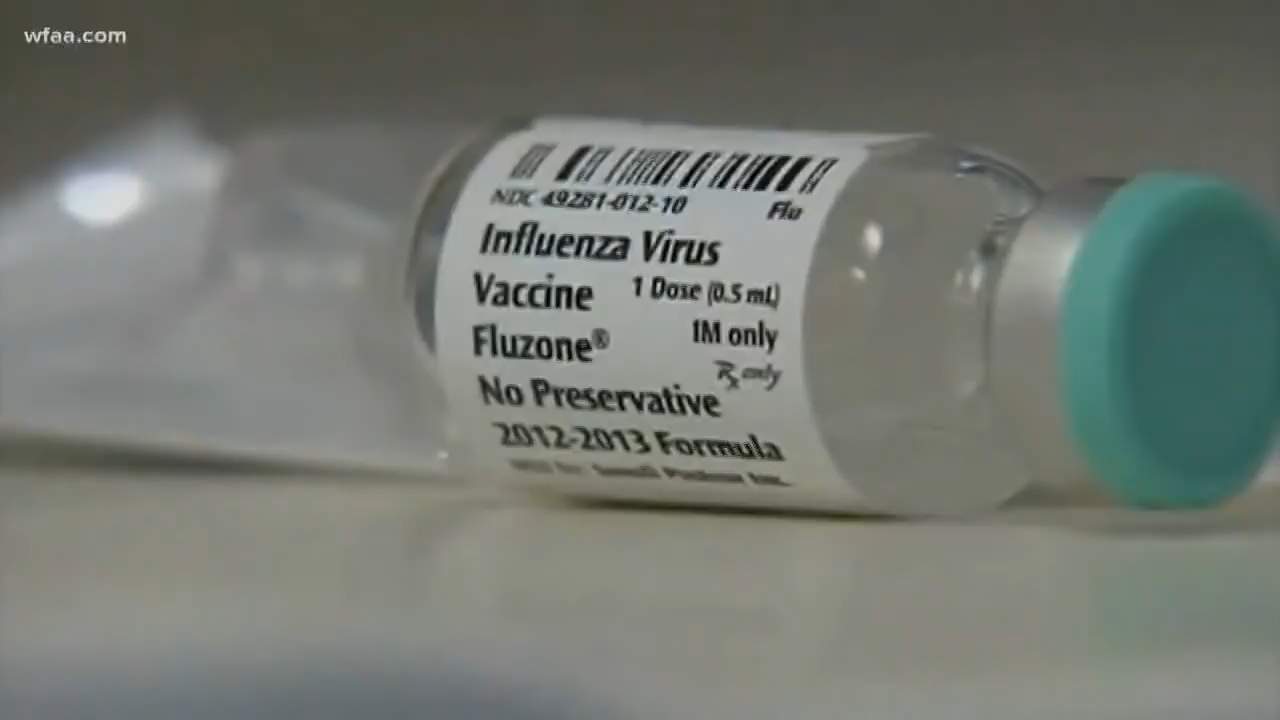 wfaa.com
NDC 49281-012-10 Flu
Influenza Virus
Vaccine 1 Dose (0.5 mL)
Fluzone® IM only
Rx only
No Preservative
2012-2013 Formula